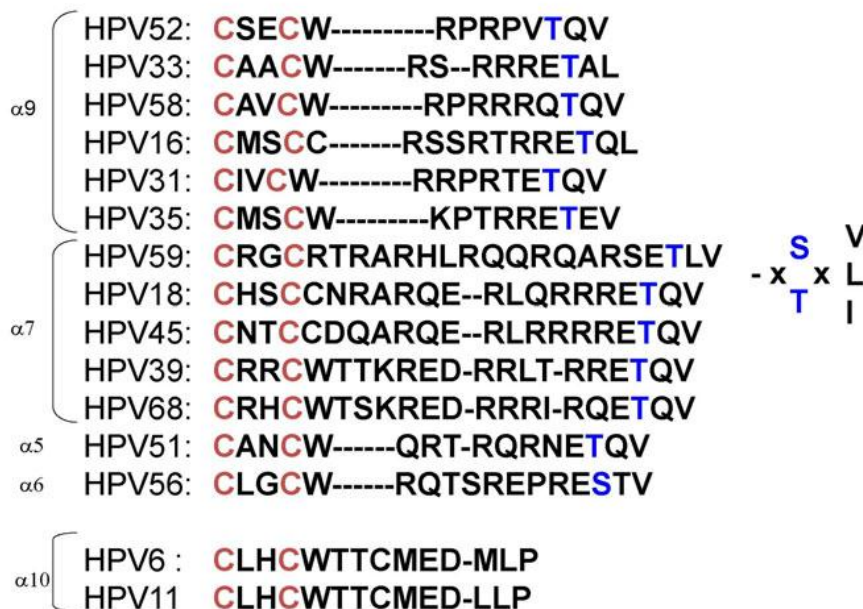 α9
HPV52: CSECW----------RPRPVTQV
HPV33: CAACW-------RS--RRRETAL
HPV58: CAVCW---------RPRRRQTQV
HPV16: CMSCC-------RSSRTRRETQL
HPV31: CIVCW--------RRPRTETQV
HPV35: CMSCW---------KPTRRETEV
α7
HPV59: CRGCRTRARHLRQQRQARSETLV
HPV18: CHSCCNRARQE--RLQRRRETQV
HPV45: CNTCCDQARQE--RLRRRRETQV
HPV39: CRRCWTTKRED-RRLT-RRETQV
HPV68: CRHCWTSKRED-RRRI-RQETQV
α5 HPV51: CANCW------QRT-RQRNETQV
α6 HPV56: CLGCW------RQTSREPRESTV
α10
HPV6 : CLHCWTTCMED-MLP
HPV11 CLHCWTTCMED-LLP
S V
- x x L
T I